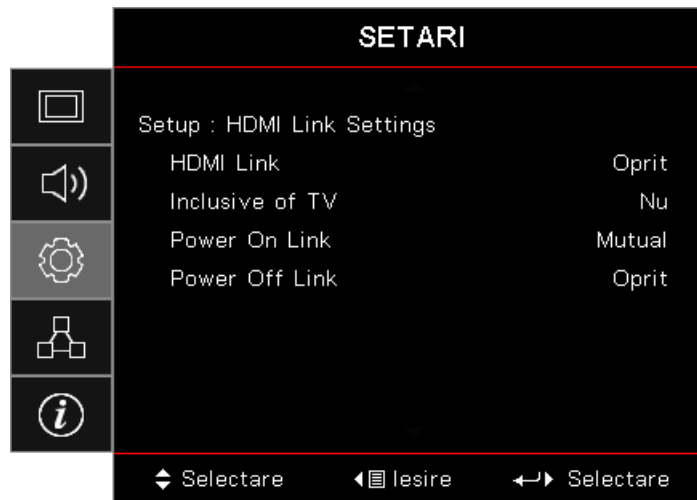 SETARI
Setup : HDMI Link Settings
HDMI Link Oprit
Inclusive of TV Nu
Power On Link Mutual
Power Off Link Oprit
Selectare Iesire Selectare